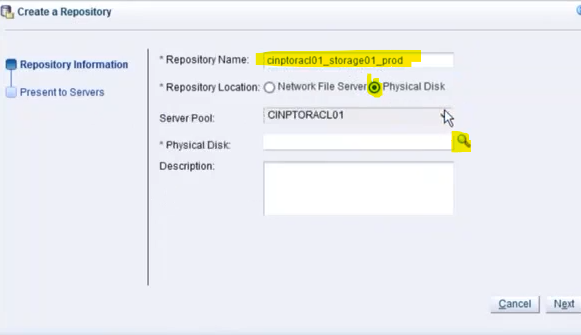 Create a Repository
Repository Information
Present to Servers
* Repository Name: cinptoracl01_storage01_prod
* Repository Location: Network File Server Physical Disk
Server Pool: CINPTORACL01
* Physical Disk:
Description:
Cancel Next